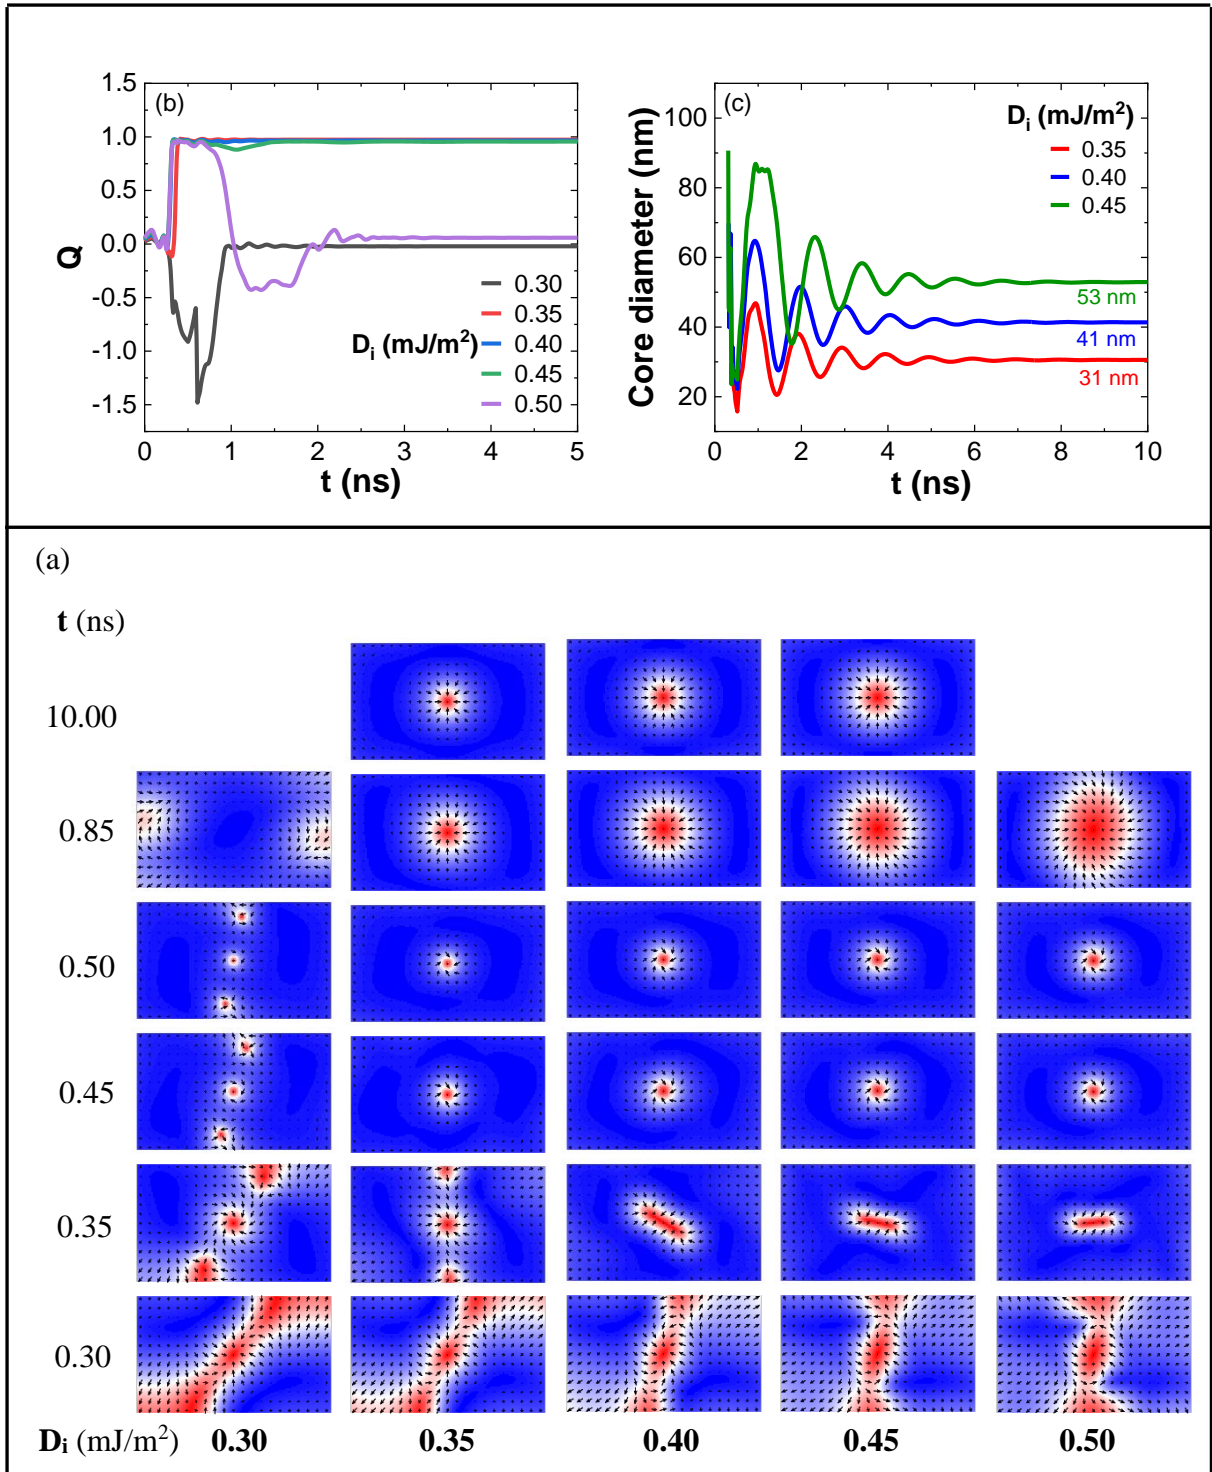 (b)
1.5
1.0
0.5
0.0
-0.5
-1.0
-1.5
Q
0 1 2 3 4 5
t (ns)
Dᵢ (mJ/m²)
0.30
0.35
0.40
0.45
0.50
(c)
100
80
60
40
20
Core diameter (nm)
0 2 4 6 8 10
t (ns)
Dᵢ (mJ/m²)
0.35
0.40
0.45
53 nm
41 nm
31 nm
(a)
t (ns)
10.00
0.85
0.50
0.45
0.35
0.30
Dᵢ (mJ/m²) 0.30 0.35 0.40 0.45 0.50